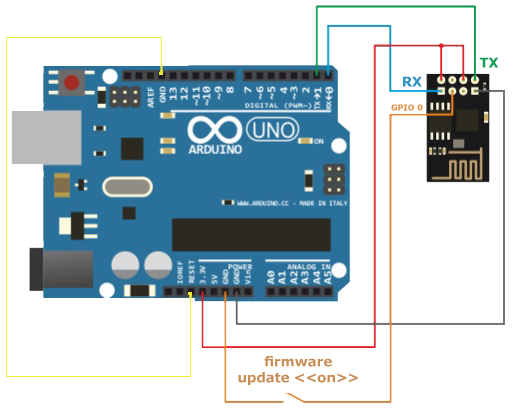 TX
RX
GPIO 0
AREF
GND
13
12
~11
~10
~9
8
7
~6
~5
4
~3
2
TX→1
RX←0
DIGITAL (PWM~)
UNO
ARDUINO
ON
WWW.ARDUINO.CC - MADE IN ITALY
POWER
ANALOG IN
IOREF
RESET
3.3V
5V
GND
GND
Vin
A0
A1
A2
A3
A4
A5
firmware
update <<on>>